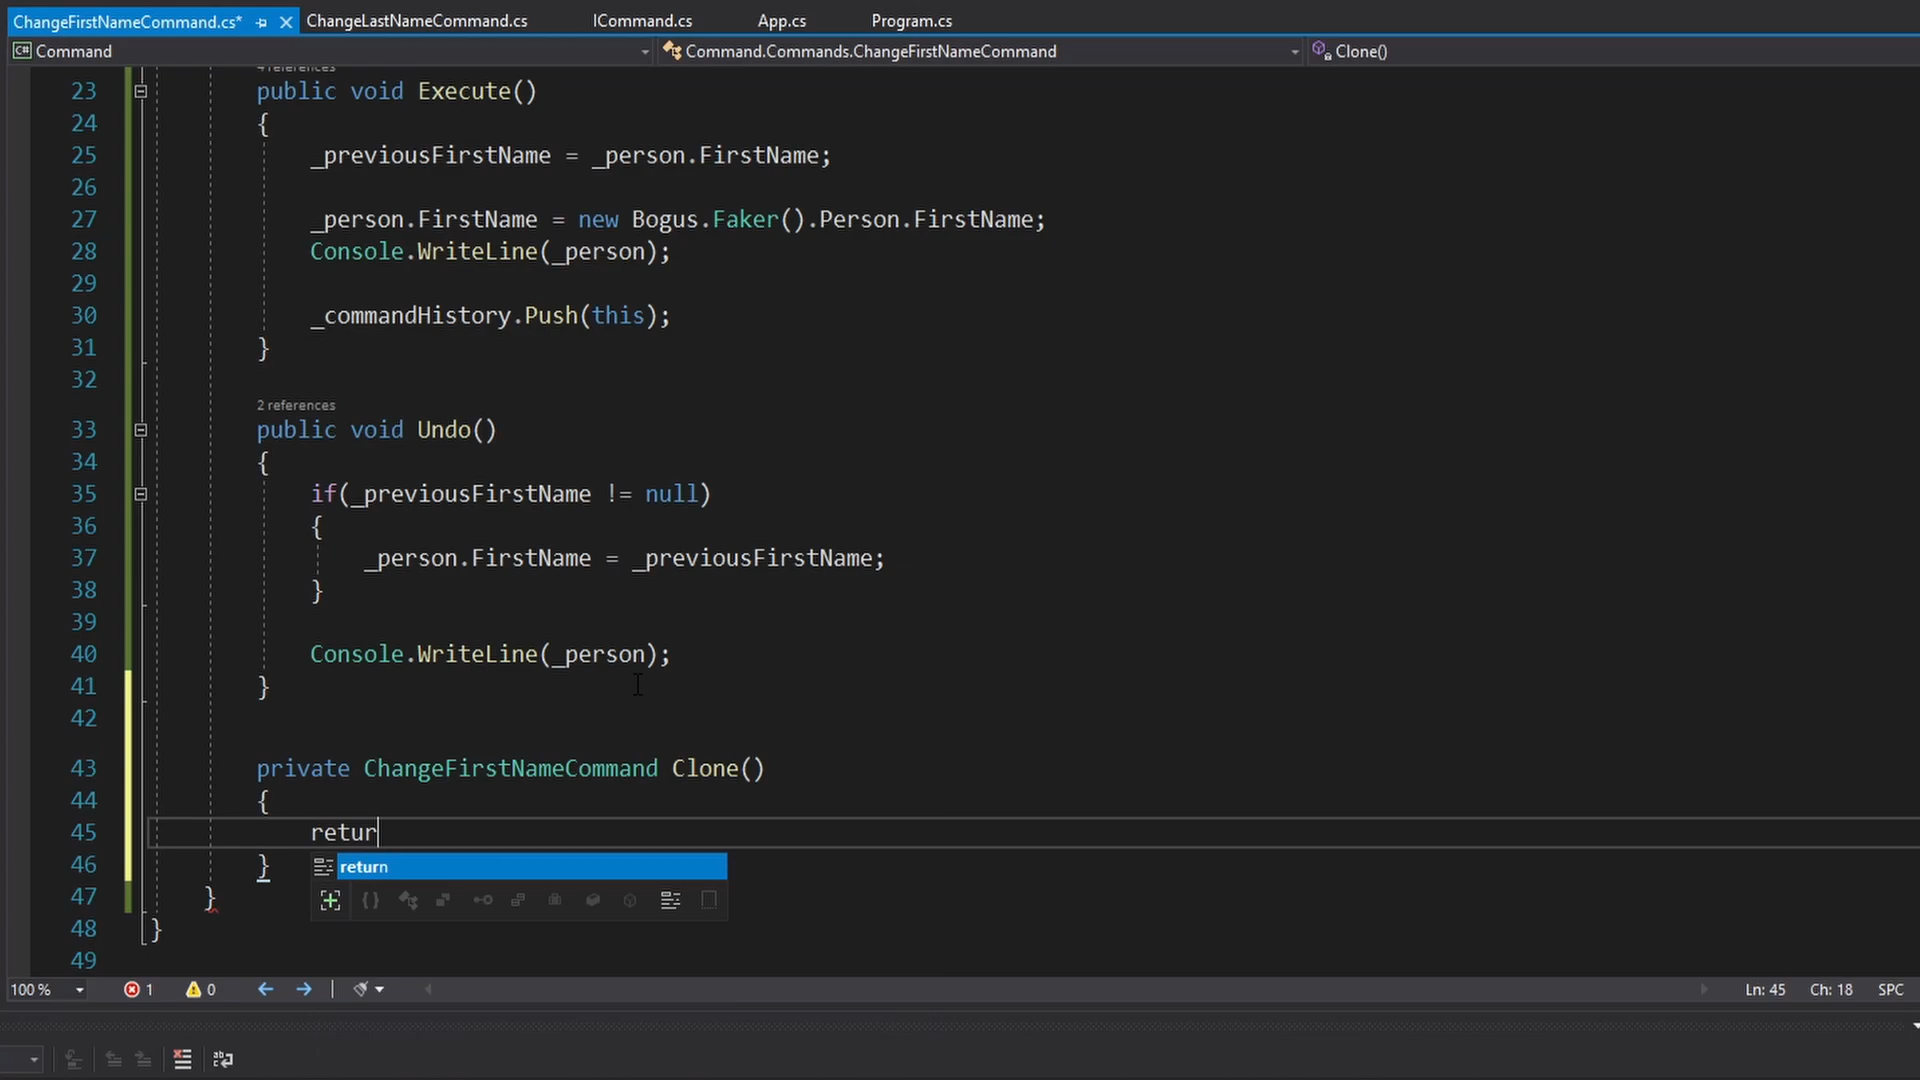 ChangeFirstNameCommand.cs* ChangeLastNameCommand.cs ICommand.cs App.cs Program.cs
C# Command Command.Commands.ChangeFirstNameCommand Clone()
4 references
23 public void Execute()
24 {
25 _previousFirstName = _person.FirstName;
26
27 _person.FirstName = new Bogus.Faker().Person.FirstName;
28 Console.WriteLine(_person);
29
30 _commandHistory.Push(this);
31 }
32
2 references
33 public void Undo()
34 {
35 if(_previousFirstName != null)
36 {
37 _person.FirstName = _previousFirstName;
38 }
39
40 Console.WriteLine(_person);
41 }
42
43 private ChangeFirstNameCommand Clone()
44 {
45 retur
46 } return
47 }
48 }
49
100 % 1 0 Ln: 45 Ch: 18 SPC